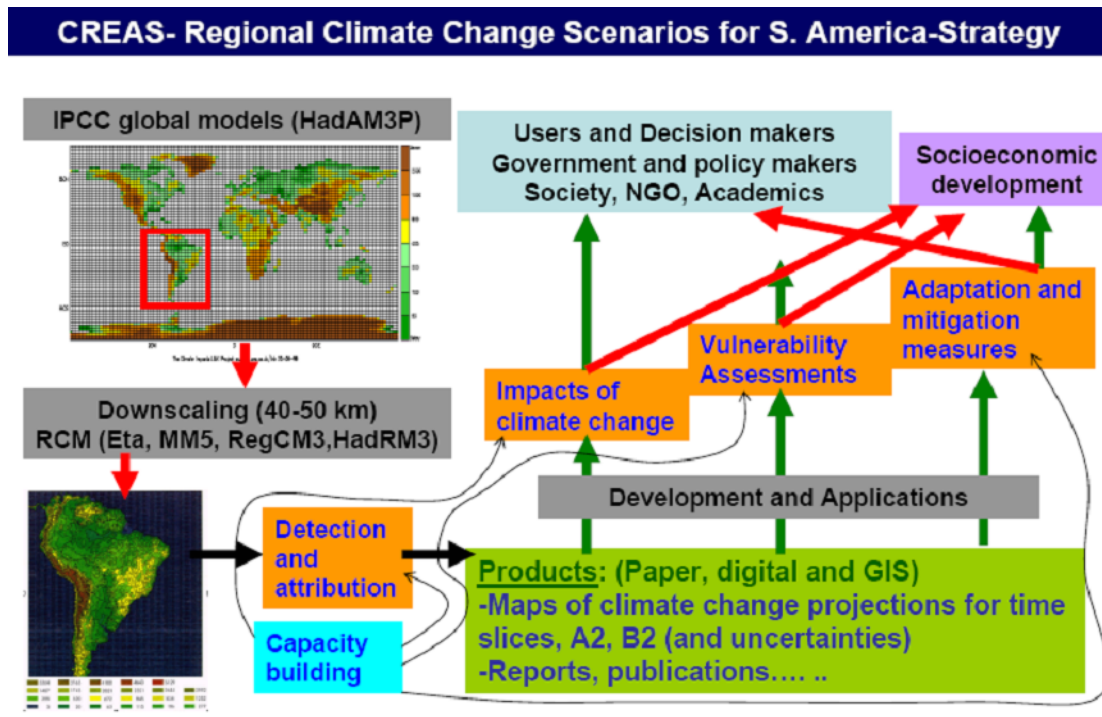 CREAS- Regional Climate Change Scenarios for S. America-Strategy
IPCC global models (HadAM3P)
Users and Decision makers
Government and policy makers
Society, NGO, Academics
Socioeconomic
development
Adaptation and
mitigation
measures
Vulnerability
Assessments
Impacts of
climate change
Downscaling (40-50 km)
RCM (Eta, MM5, RegCM3,HadRM3)
Development and Applications
Detection
and
attribution
Capacity
building
Products: (Paper, digital and GIS)
-Maps of climate change projections for time
slices, A2, B2 (and uncertainties)
-Reports, publications…. ..